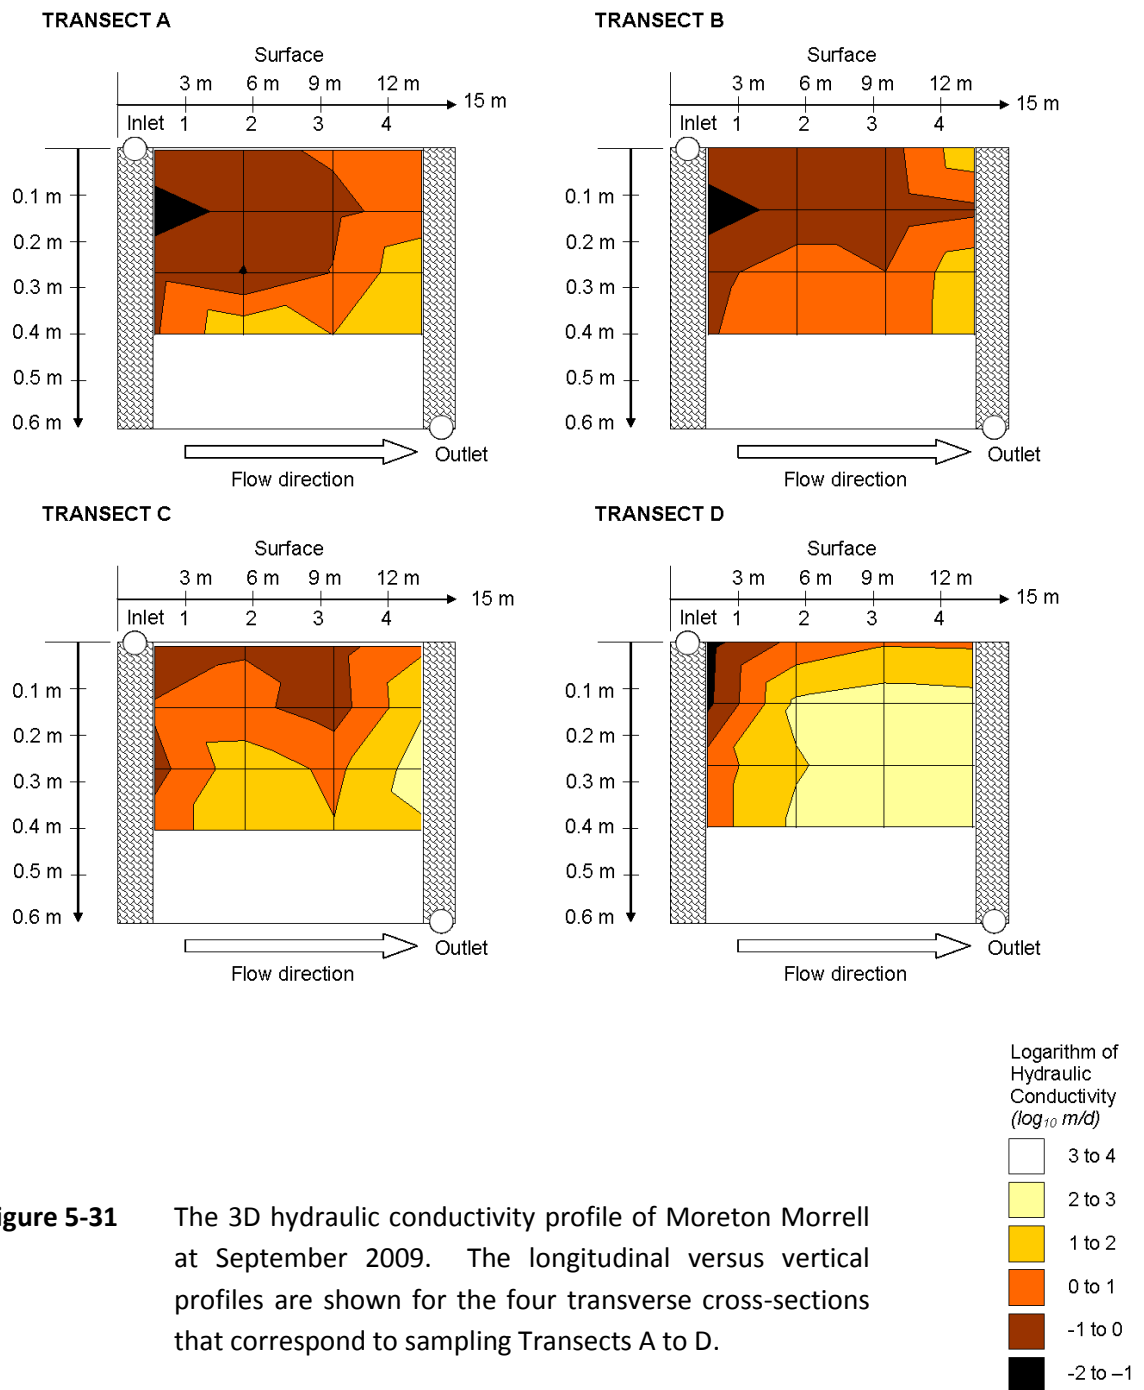 TRANSECT A
Surface
3 m 6 m 9 m 12 m
15 m
Inlet 1 2 3 4
0.1 m
0.2 m
0.3 m
0.4 m
0.5 m
0.6 m
Outlet
Flow direction
TRANSECT B
Surface
3 m 6 m 9 m 12 m
15 m
Inlet 1 2 3 4
0.1 m
0.2 m
0.3 m
0.4 m
0.5 m
0.6 m
Outlet
Flow direction
TRANSECT C
Surface
3 m 6 m 9 m 12 m
15 m
Inlet 1 2 3 4
0.1 m
0.2 m
0.3 m
0.4 m
0.5 m
0.6 m
Outlet
Flow direction
TRANSECT D
Surface
3 m 6 m 9 m 12 m
15 m
Inlet 1 2 3 4
0.1 m
0.2 m
0.3 m
0.4 m
0.5 m
0.6 m
Outlet
Flow direction
Logarithm of
Hydraulic
Conductivity
(log10 m/d)
3 to 4
2 to 3
1 to 2
0 to 1
-1 to 0
-2 to –1
igure 5-31 The 3D hydraulic conductivity profile of Moreton Morrell
at September 2009. The longitudinal versus vertical
profiles are shown for the four transverse cross-sections
that correspond to sampling Transects A to D.